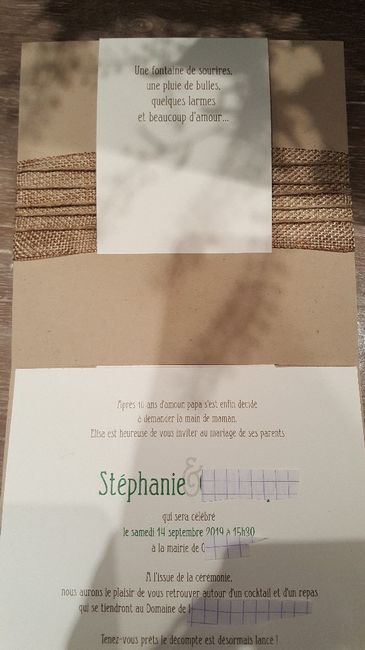 Une fontaine de sourires,
une pluie de bulles,
quelques larmes
et beaucoup d'amour...
Après 10 ans d'amour, papa s'est enfin décidé
à demander la main de maman.
Elisa est heureuse de vous inviter au mariage de ses parents
Stéphanie &
qui sera célébré
le samedi 14 septembre 2019 à 15h30
à la mairie de
A l'issue de la cérémonie,
nous aurons le plaisir de vous retrouver autour d'un cocktail et d'un repas
qui se tiendront au Domaine de
Tenez-vous prêts le décompte est désormais lancé !